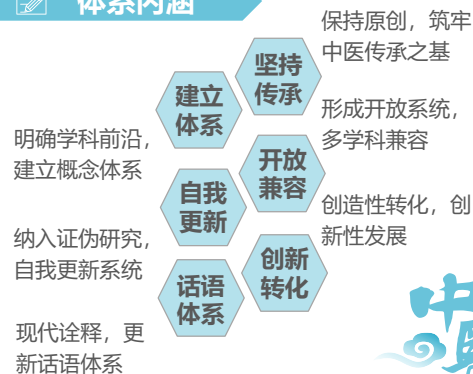 体系内涵
保持原创，筑牢
中医传承之基
坚持
传承
建立
体系
形成开放系统，
多学科兼容
明确学科前沿，
建立概念体系
开放
兼容
自我
更新
创造性转化，创
新性发展
纳入证伪研究，
自我更新系统
创新
转化
话语
体系
现代诠释，更
新话语体系
中